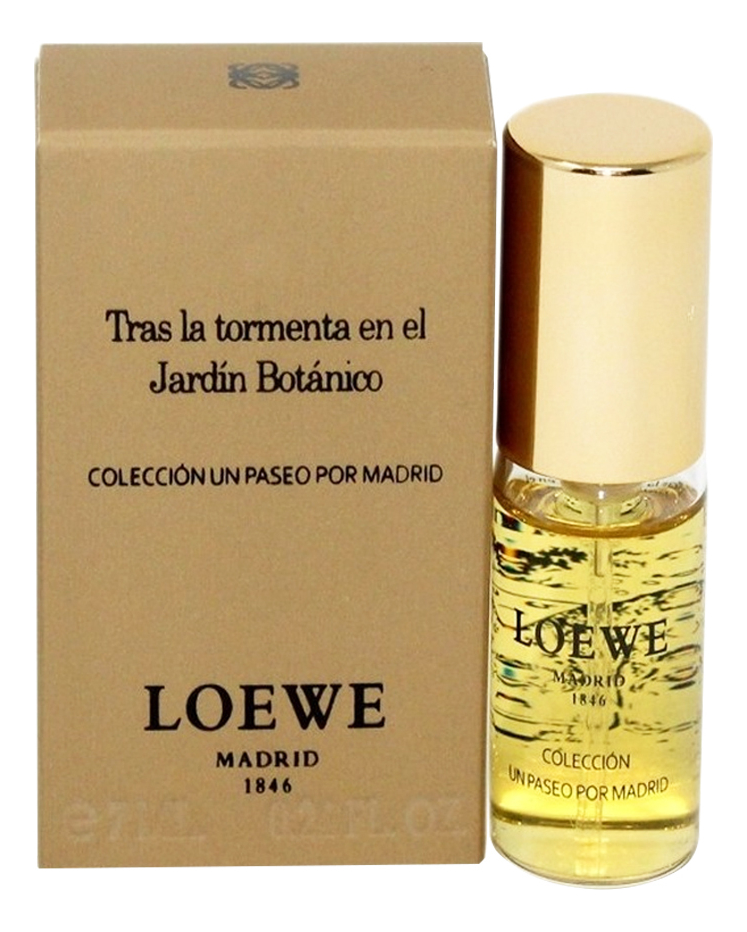 Tras la tormenta en el
Jardín Botánico
COLECCIÓN UN PASEO POR MADRID
LOEWE
MADRID
1846
LOEWE
MADRID
1846
COLECCIÓN
UN PASEO POR MADRID